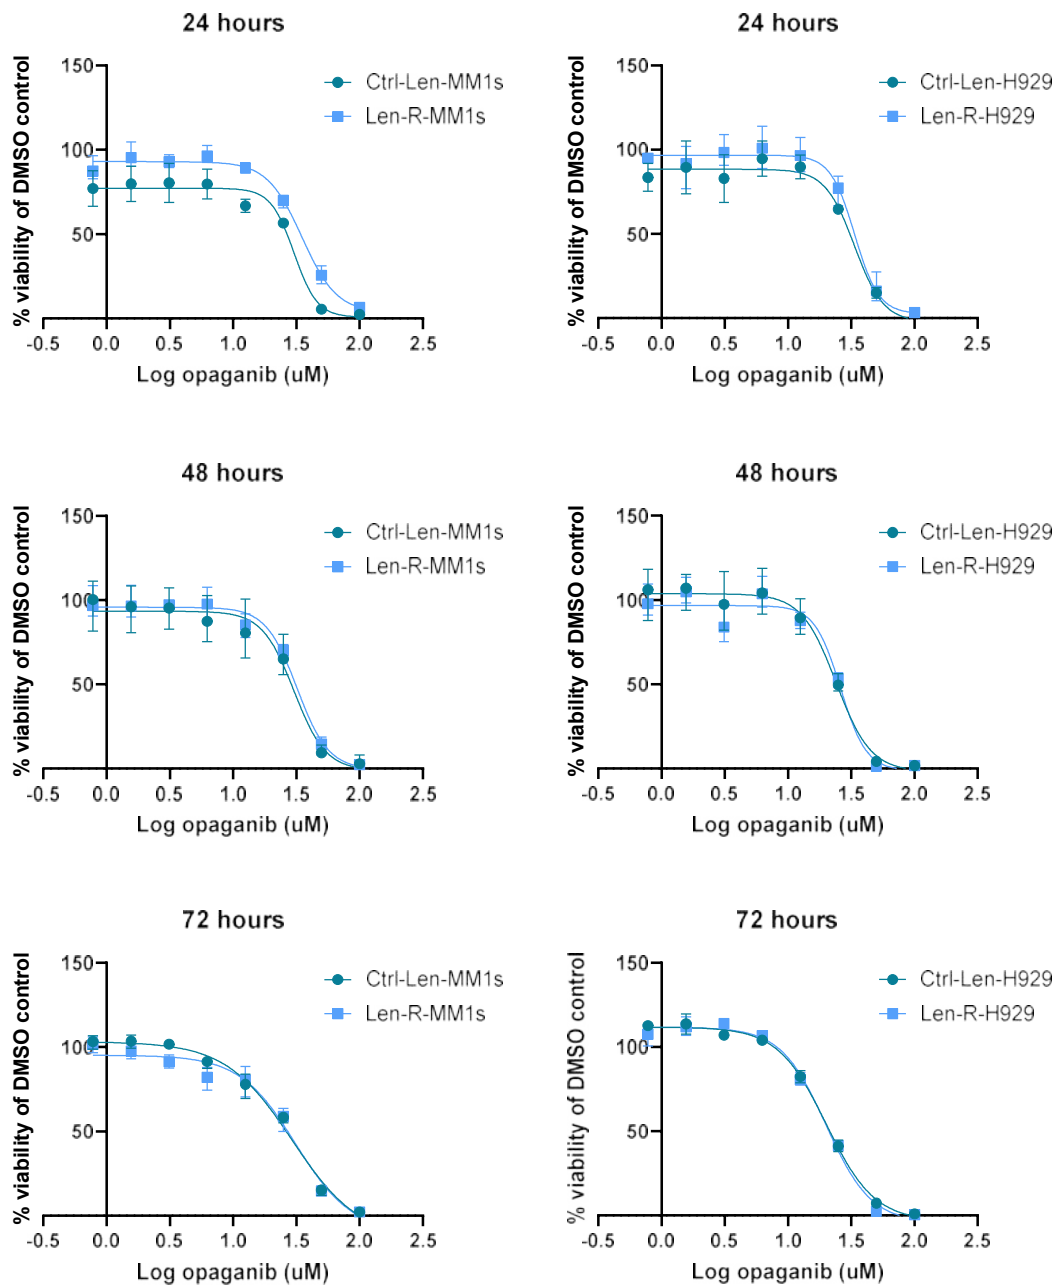 24 hours
% viability of DMSO control
150
100
50
-0.5 0.0 0.5 1.0 1.5 2.0 2.5
Log opaganib (uM)
Ctrl-Len-MM1s
Len-R-MM1s
24 hours
% viability of DMSO control
150
100
50
-0.5 0.0 0.5 1.0 1.5 2.0 2.5
Log opaganib (uM)
Ctrl-Len-H929
Len-R-H929
48 hours
% viability of DMSO control
150
100
50
-0.5 0.0 0.5 1.0 1.5 2.0 2.5
Log opaganib (uM)
Ctrl-Len-MM1s
Len-R-MM1s
48 hours
% viability of DMSO control
150
100
50
-0.5 0.0 0.5 1.0 1.5 2.0 2.5
Log opaganib (uM)
Ctrl-Len-H929
Len-R-H929
72 hours
% viability of DMSO control
150
100
50
-0.5 0.0 0.5 1.0 1.5 2.0 2.5
Log opaganib (uM)
Ctrl-Len-MM1s
Len-R-MM1s
72 hours
% viability of DMSO control
150
100
50
-0.5 0.0 0.5 1.0 1.5 2.0 2.5
Log opaganib (uM)
Ctrl-Len-H929
Len-R-H929